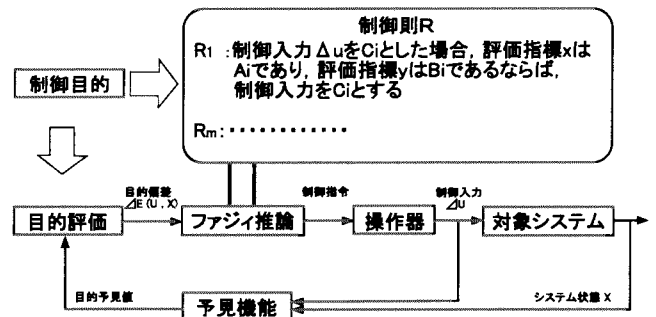 制御則R
R1 :制御入力ΔuをCiとした場合,評価指標xは
Aiであり,評価指標yはBiであるならば,
制御入力をCiとする
Rm:・・・・・・・・・・・・
制御目的
目的偏差
⊿E(U,X)
制御指令
制御入力
⊿U
目的評価
ファジィ推論
操作器
対象システム
目的予見値
システム状態 X
予見機能